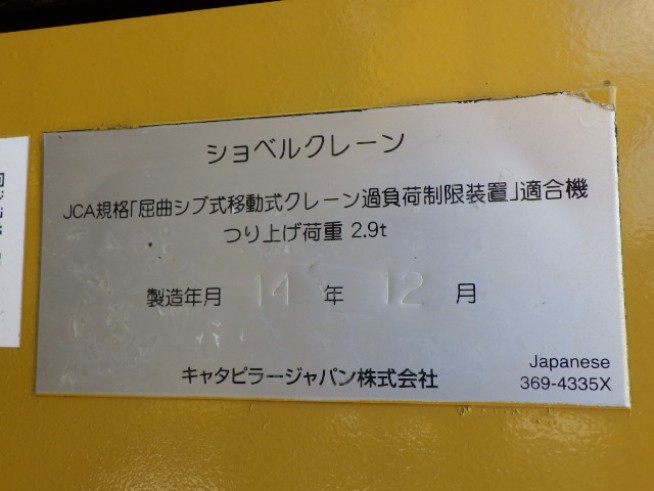 ショベルクレーン
JCA規格「屈曲ジブ式移動式クレーン過負荷制限装置」適合機
つり上げ荷重 2.9t
製造年月 14 年 12 月
キャタピラージャパン株式会社
Japanese
369-4335X